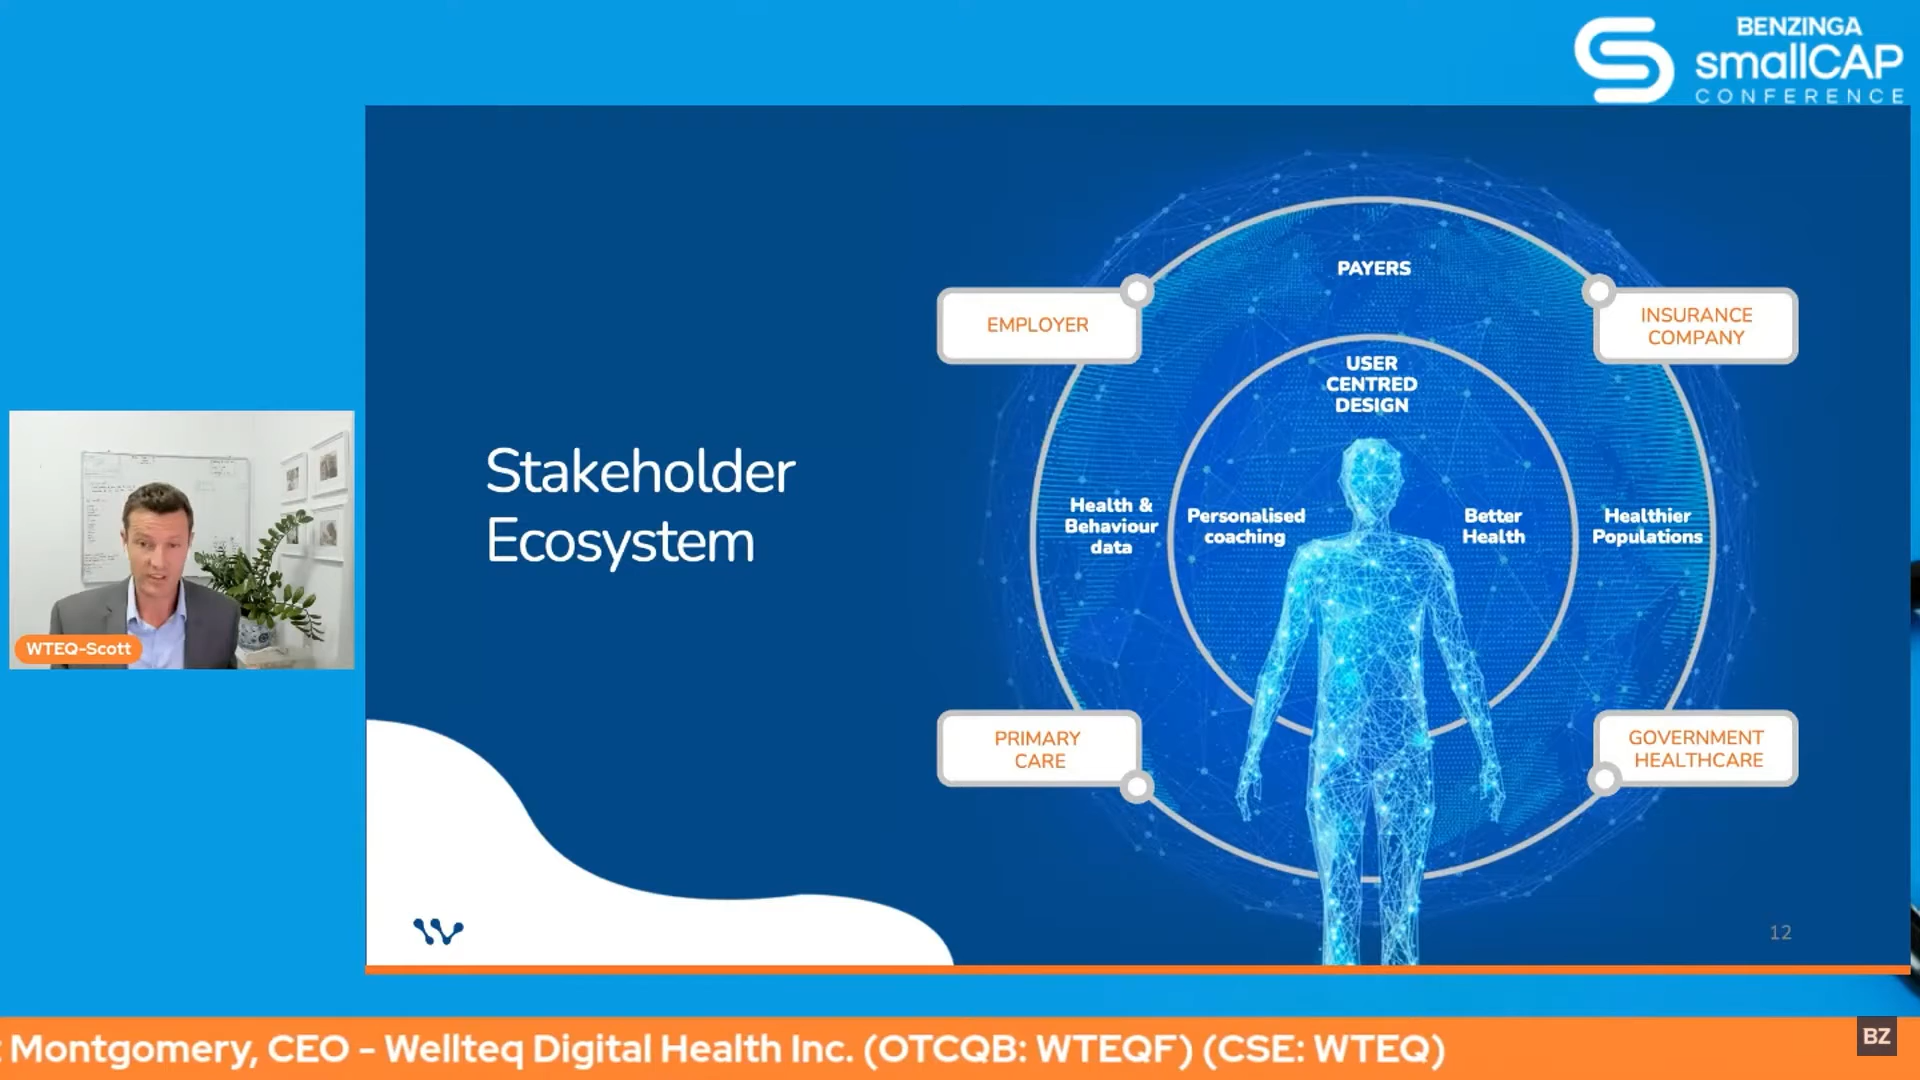 BENZINGA
smallCAP
CONFERENCE
PAYERS
EMPLOYER
INSURANCE
COMPANY
USER
CENTRED
DESIGN
Stakeholder
Ecosystem
Health &
Behaviour
data
Personalised
coaching
Better
Health
Healthier
Populations
WTEQ-Scott
PRIMARY
CARE
GOVERNMENT
HEALTHCARE
12
Montgomery, CEO - Wellteq Digital Health Inc. (OTCQB: WTEQF) (CSE: WTEQ)
BZ